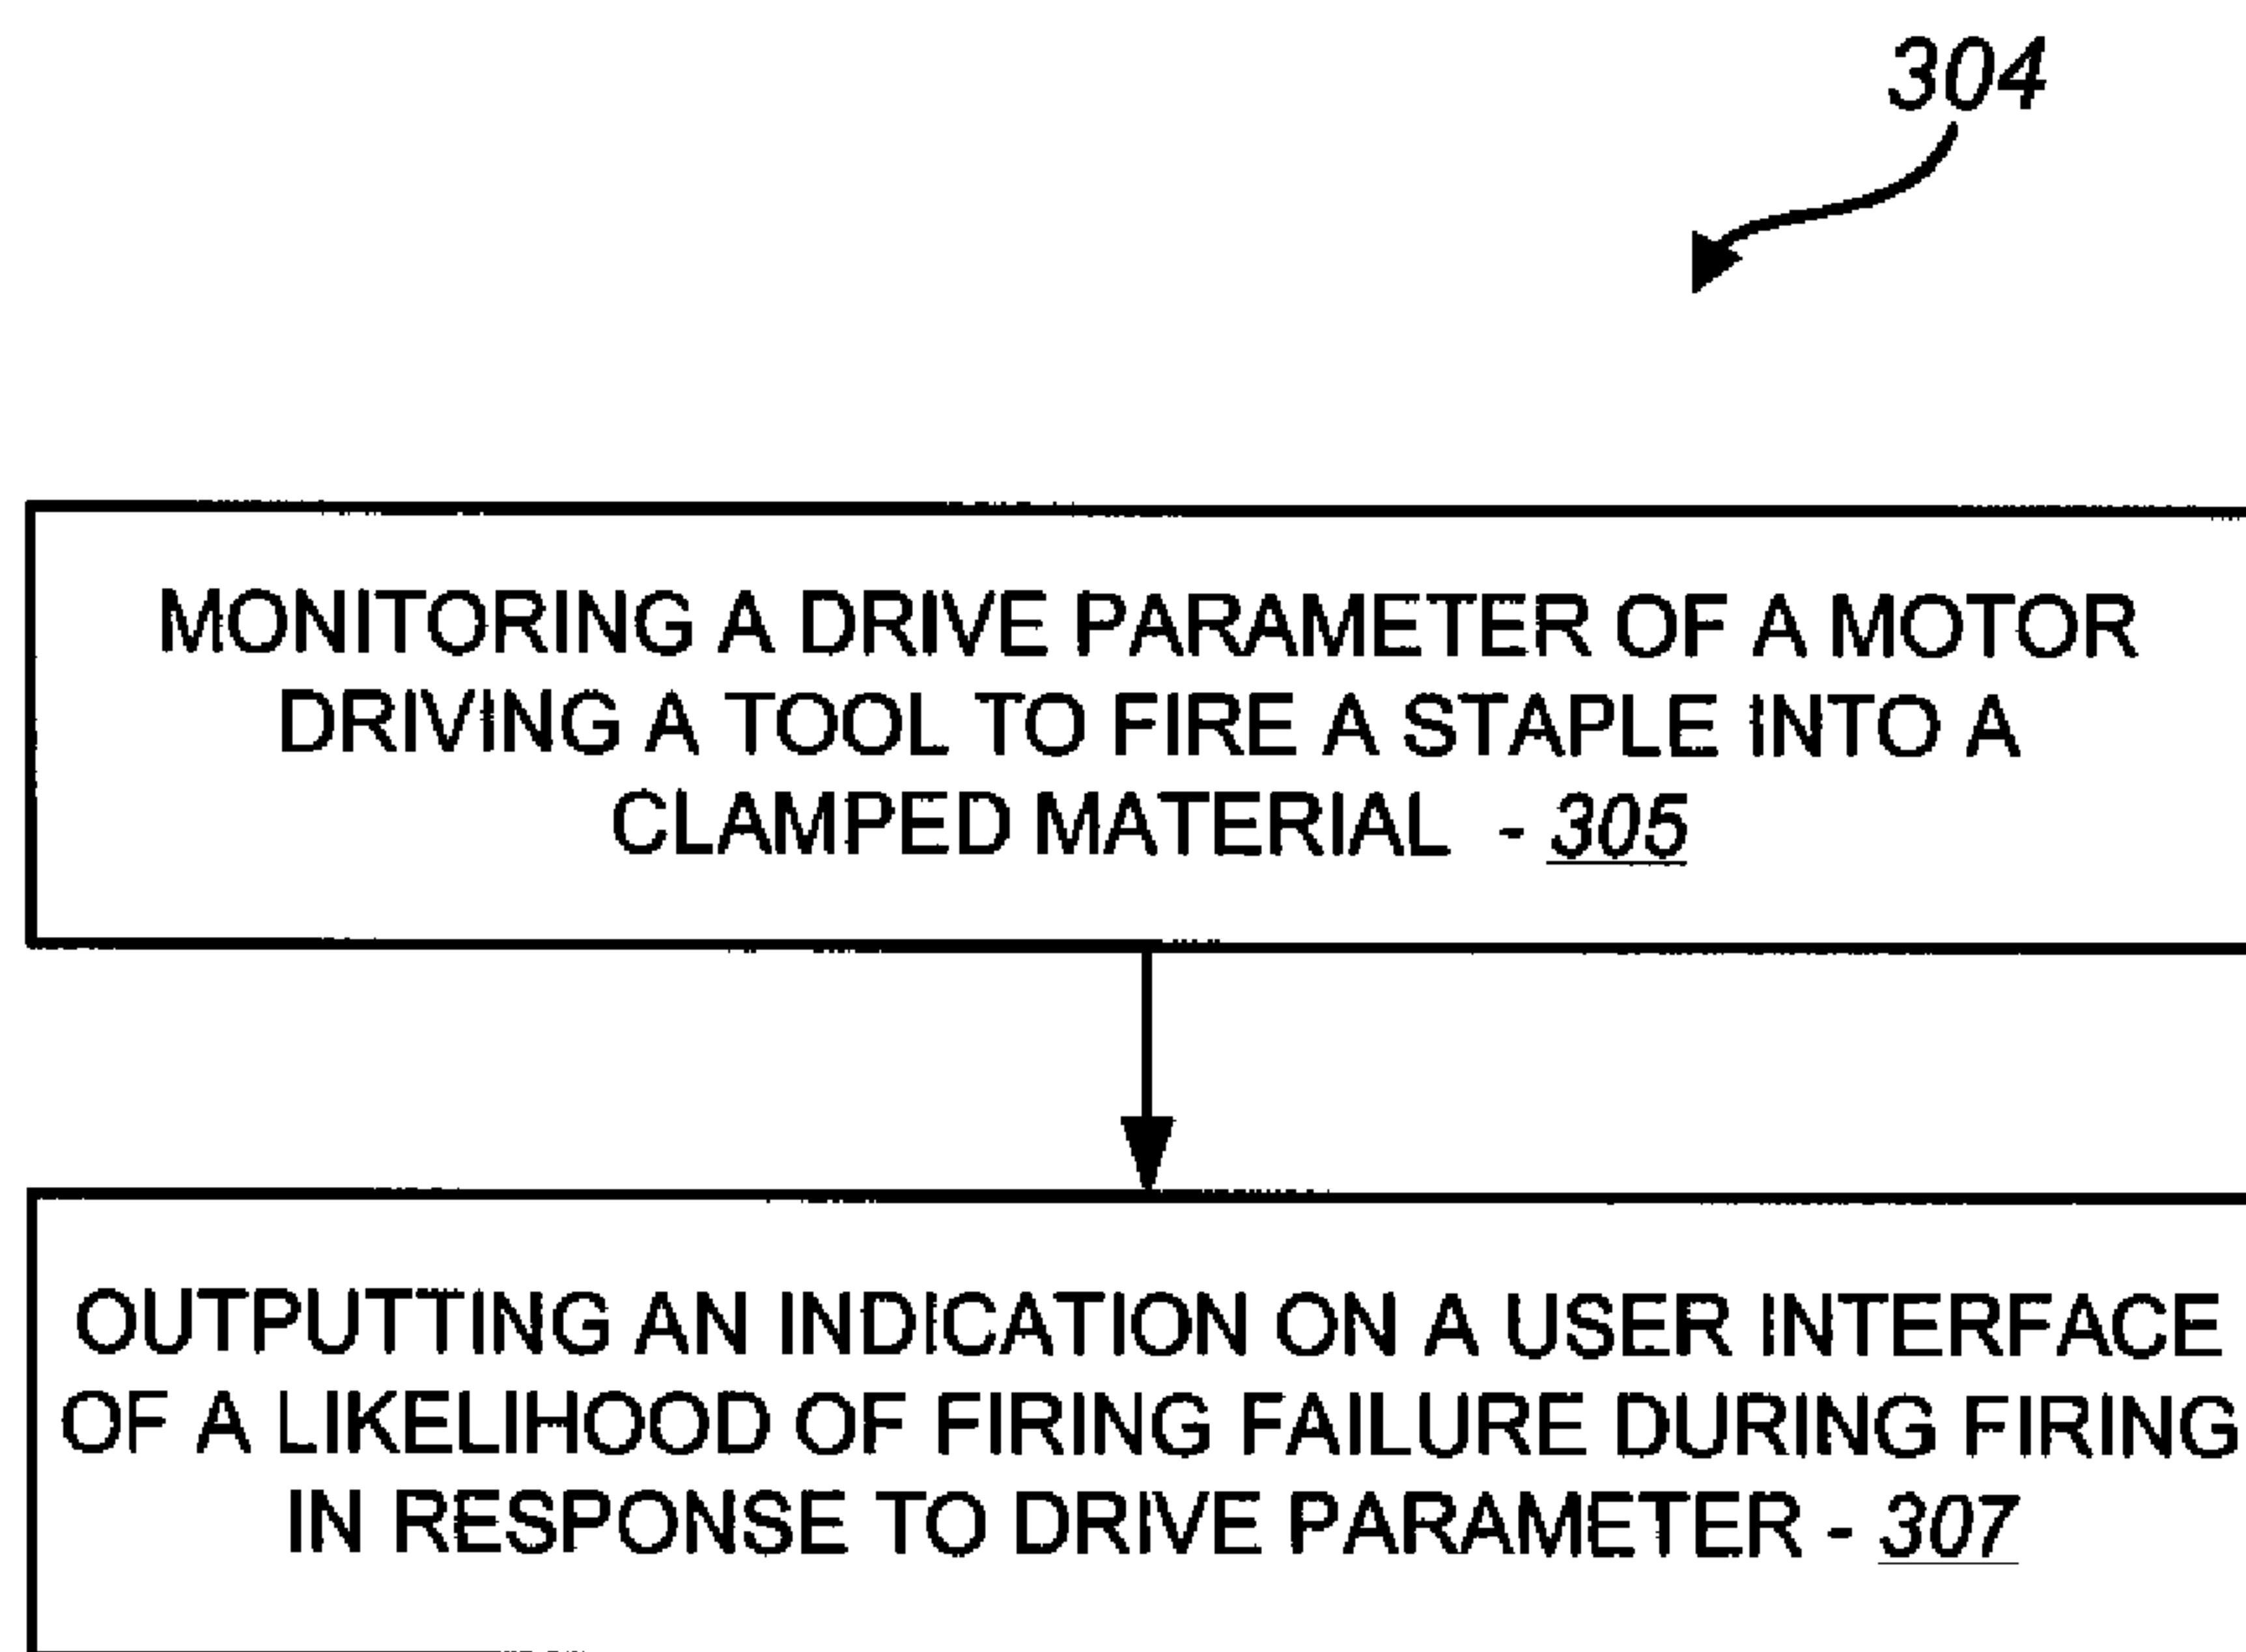 304
MONITORING A DRIVE PARAMETER OF A MOTOR
DRIVING A TOOL TO FIRE A STAPLE INTO A
CLAMPED MATERIAL - 305
OUTPUTTING AN INDICATION ON A USER INTERFACE
OF A LIKELIHOOD OF FIRING FAILURE DURING FIRING
IN RESPONSE TO DRIVE PARAMETER - 307